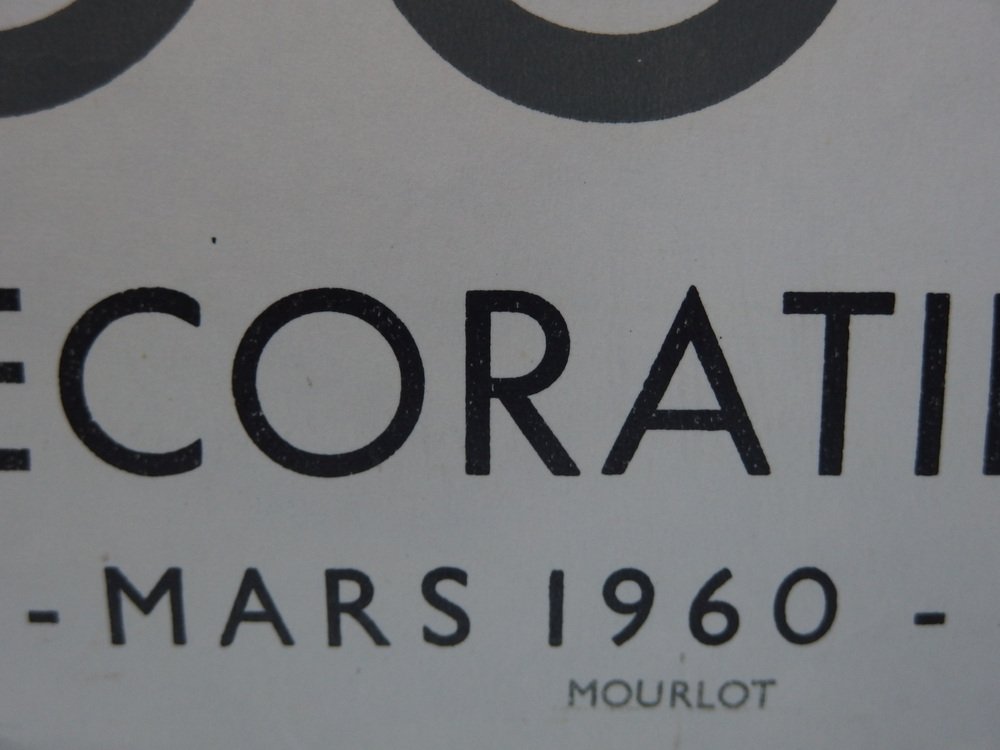 ECORATI
- MARS 1960 -
MOURLOT